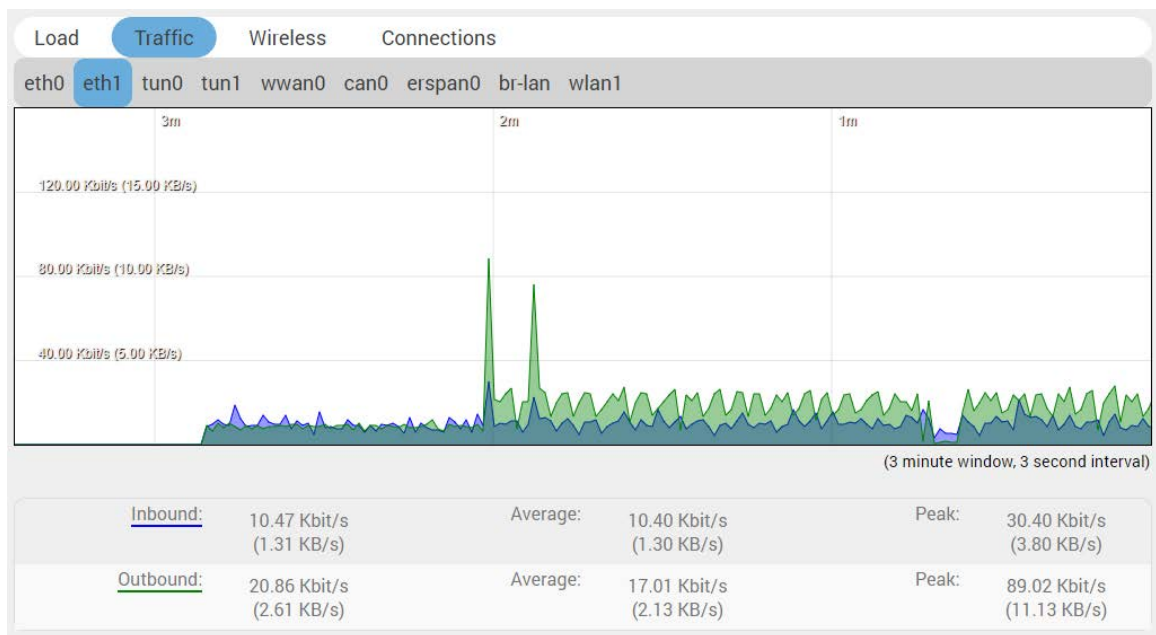 Load Traffic Wireless Connections
eth0 eth1 tun0 tun1 wwan0 can0 erspan0 br-lan wlan1
3m 2m 1m
120.00 Kbit/s (15.00 KB/s)
80.00 Kbit/s (10.00 KB/s)
40.00 Kbit/s (5.00 KB/s)
(3 minute window, 3 second interval)
Inbound: 10.47 Kbit/s Average: 10.40 Kbit/s Peak: 30.40 Kbit/s
(1.31 KB/s) (1.30 KB/s) (3.80 KB/s)
Outbound: 20.86 Kbit/s Average: 17.01 Kbit/s Peak: 89.02 Kbit/s
(2.61 KB/s) (2.13 KB/s) (11.13 KB/s)